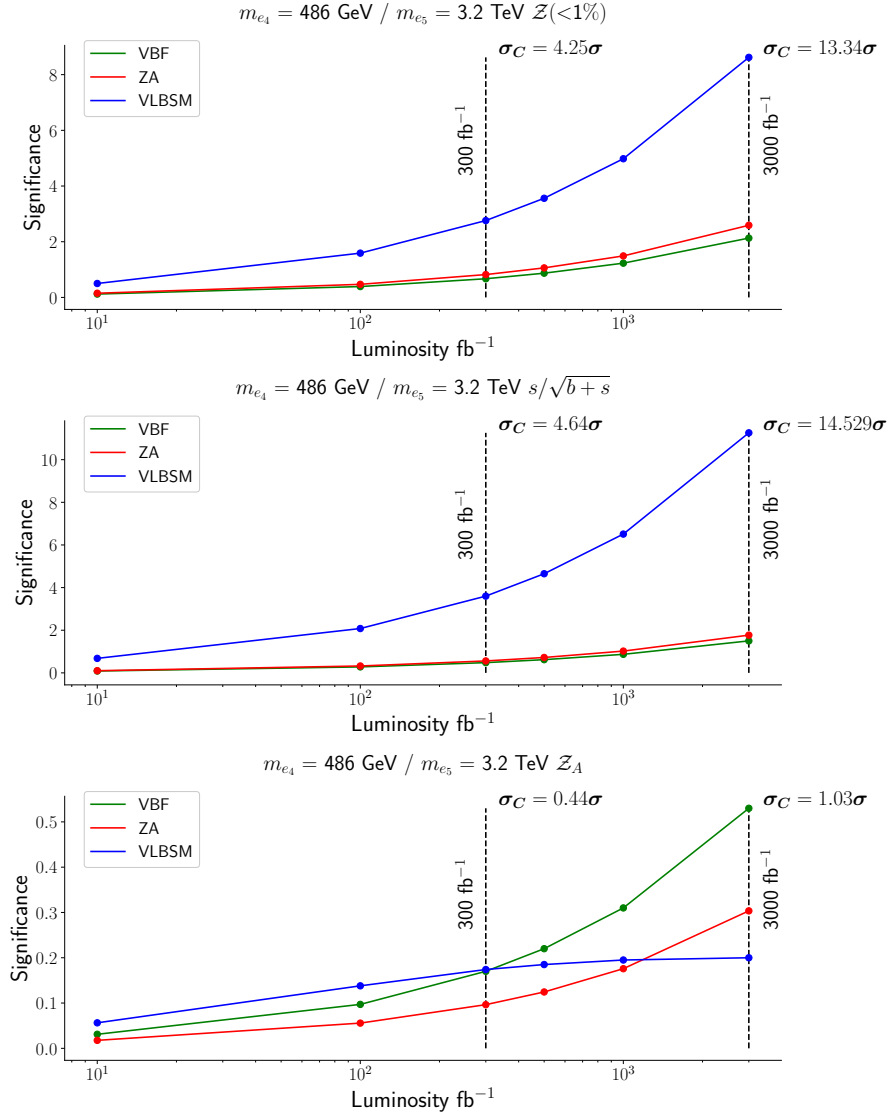 m_{e_4} = 486 GeV / m_{e_5} = 3.2 TeV 𝒵(<1%)
VBF
ZA
VLBSM
σ_C = 4.25σ
σ_C = 13.34σ
300 fb⁻¹
3000 fb⁻¹
Significance
8
6
4
2
0
10¹
10²
10³
Luminosity fb⁻¹
m_{e_4} = 486 GeV / m_{e_5} = 3.2 TeV s/√(b + s)
VBF
ZA
VLBSM
σ_C = 4.64σ
σ_C = 14.529σ
300 fb⁻¹
3000 fb⁻¹
Significance
10
8
6
4
2
0
10¹
10²
10³
Luminosity fb⁻¹
m_{e_4} = 486 GeV / m_{e_5} = 3.2 TeV 𝒵_A
VBF
ZA
VLBSM
σ_C = 0.44σ
σ_C = 1.03σ
300 fb⁻¹
3000 fb⁻¹
Significance
0.5
0.4
0.3
0.2
0.1
0.0
10¹
10²
10³
Luminosity fb⁻¹